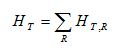 H_T = ∑_R H_{T,R}